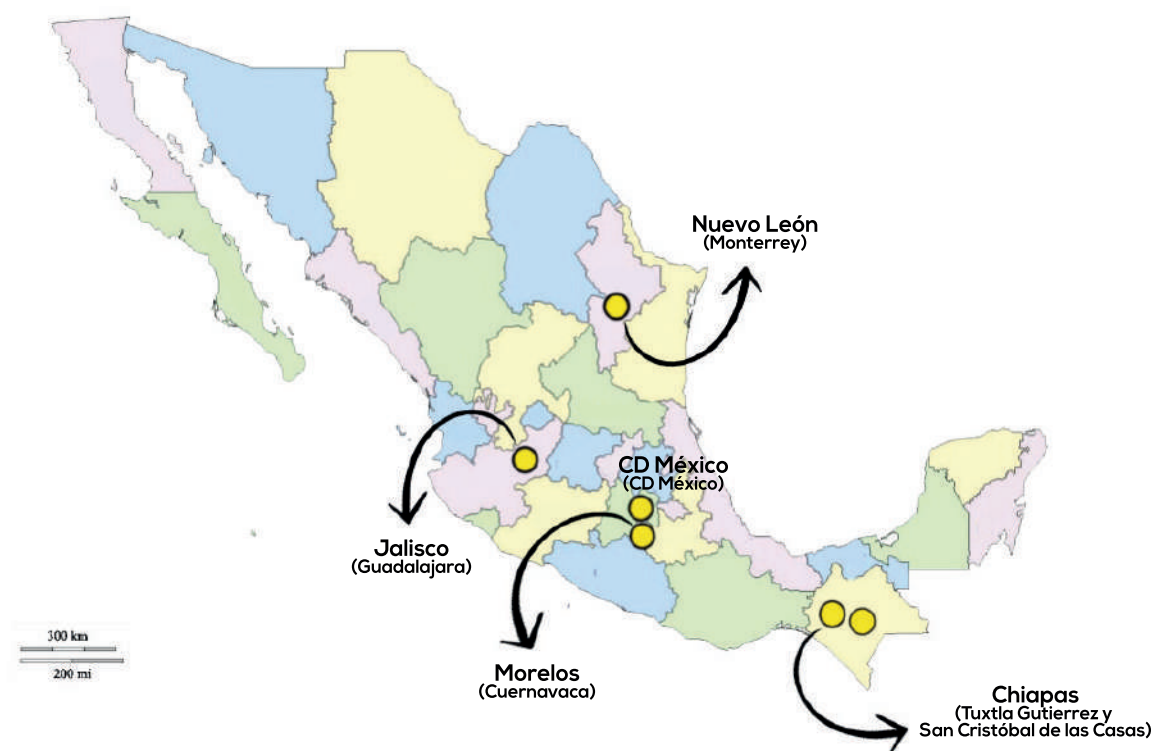 Nuevo León
(Monterrey)
CD México
(CD México)
Jalisco
(Guadalajara)
Morelos
(Cuernavaca)
300 km
200 mi
Chiapas
(Tuxtla Gutierrez y
San Cristóbal de las Casas)